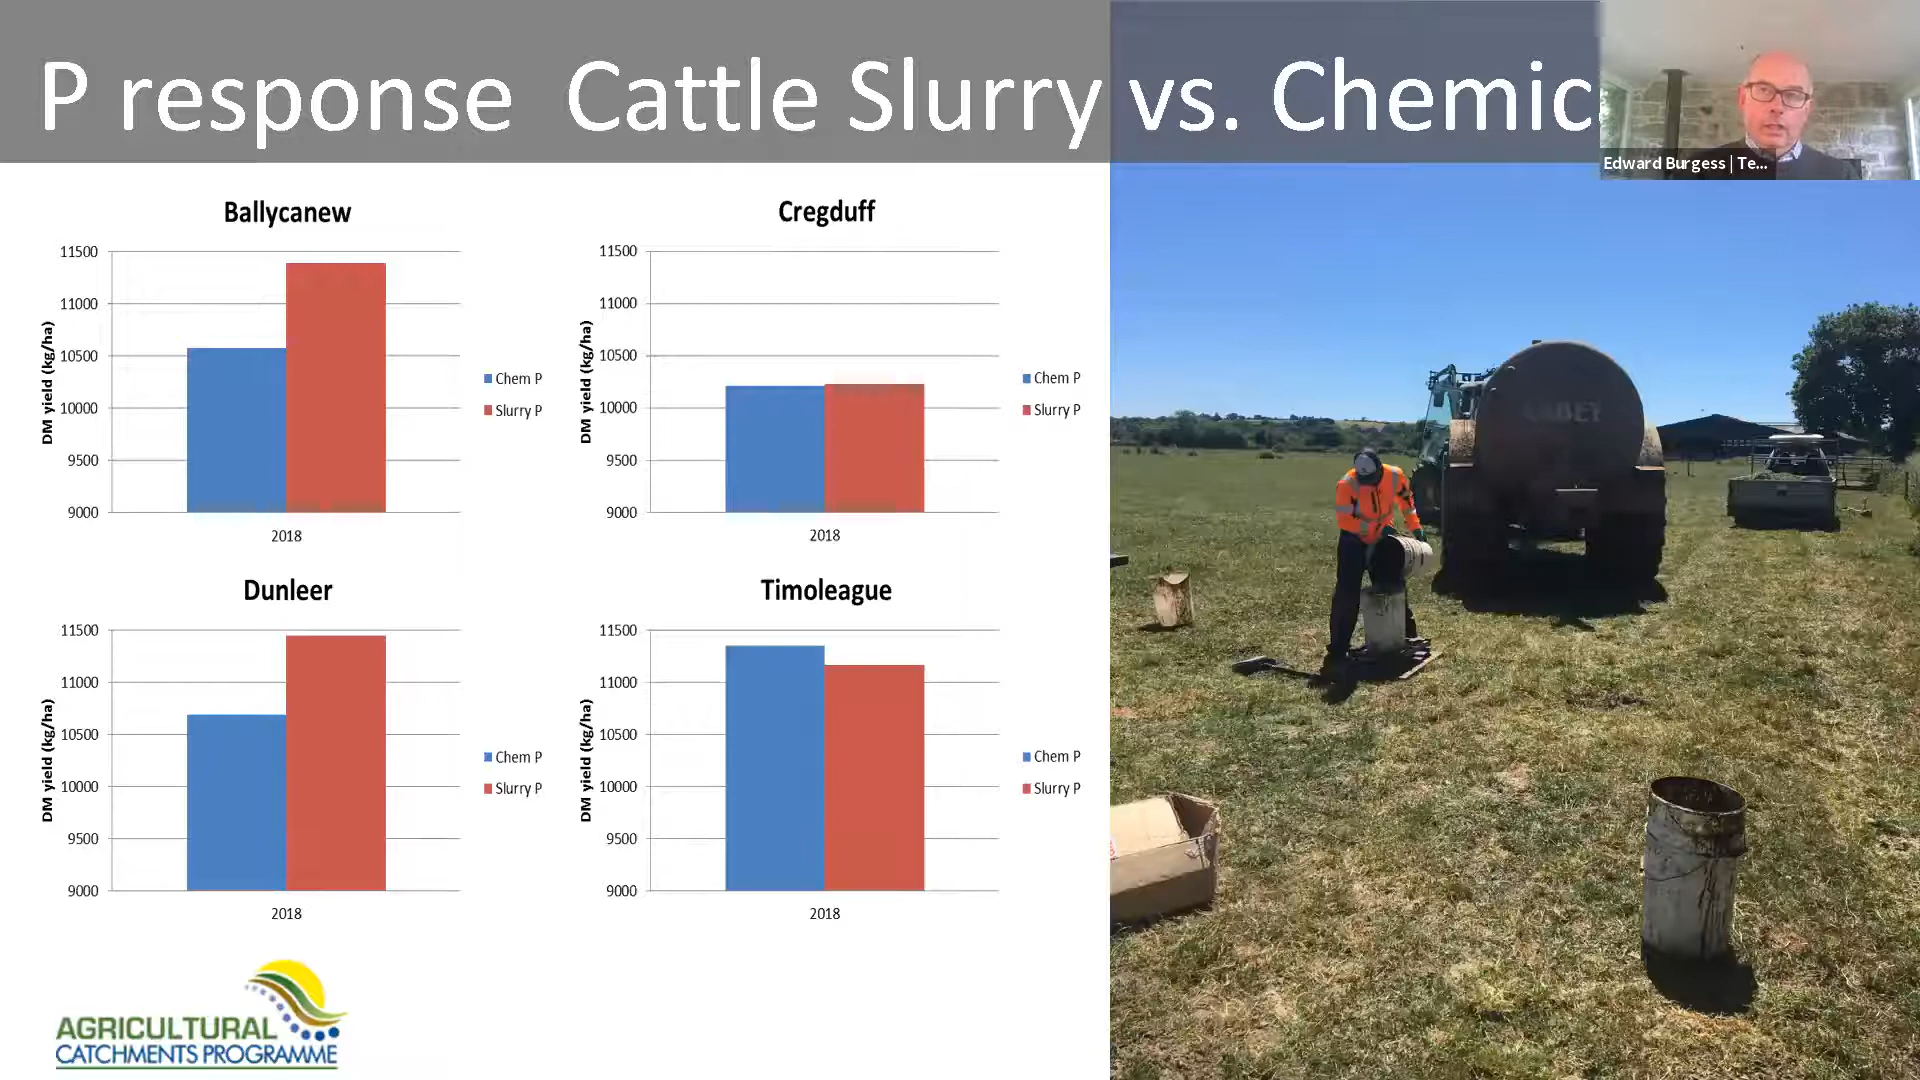 P response  Cattle Slurry vs. Chemic
Edward Burgess | Te...
Ballycanew
11500
11000
10500
10000
9500
9000
DM yield (kg/ha)
2018
Chem P
Slurry P
Cregduff
11500
11000
10500
10000
9500
9000
DM yield (kg/ha)
2018
Chem P
Slurry P
Dunleer
11500
11000
10500
10000
9500
9000
DM yield (kg/ha)
2018
Chem P
Slurry P
Timoleague
11500
11000
10500
10000
9500
9000
DM yield (kg/ha)
2018
Chem P
Slurry P
AGRICULTURAL
CATCHMENTS PROGRAMME